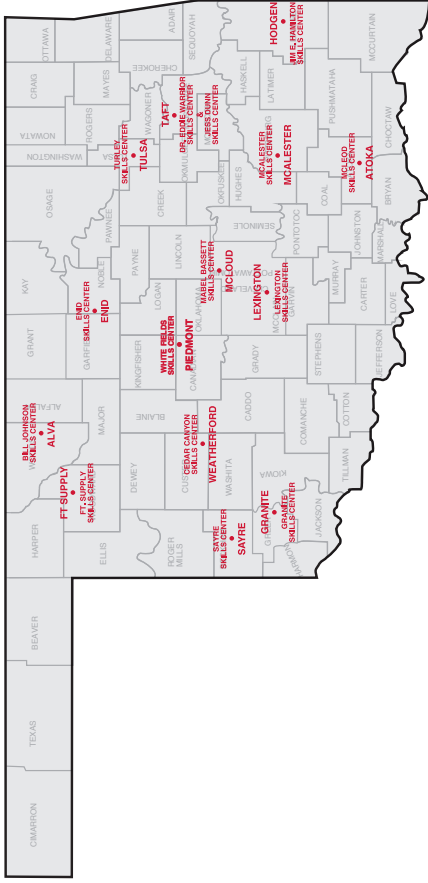 CIMARRON
TEXAS
BEAVER
HARPER
BILL JOHNSON
SKILLS CENTER
ALVA
GRANT
KAY
OSAGE
NOWATA
CRAIG
OTTAWA
FT SUPPLY
FT. SUPPLY
SKILLS CENTER
ELLIS
MAJOR
ENID
SKILLS CENTER
ENID
NOBLE
PAWNEE
WASHINGTON
ROGERS
MAYES
DELAWARE
TURLEY
SKILLS CENTER
TULSA
WAGONER
CHEROKEE
ADAIR
DEWEY
BLAINE
KINGFISHER
LOGAN
PAYNE
CREEK
TAFT
DR. EDDIE WARRIOR
SKILLS CENTER
&
JESS DUNN
SKILLS CENTER
SEQUOYAH
ROGER
MILLS
CEDAR CANYON
SKILLS CENTER
WEATHERFORD
WHITE FIELDS
SKILLS CENTER
PIEDMONT
LINCOLN
MABEL BASSETT
SKILLS CENTER
MCLOUD
OKLAHOMA
OKFUSKEE
HASKELL
SAYRE
SKILLS CENTER
SAYRE
WASHITA
CADDO
GRADY
SEMINOLE
HUGHES
LATIMER
HODGEN
JIM E. HAMILTON
SKILLS CENTER
GRANITE
GRANITE
SKILLS CENTER
KIOWA
LEXINGTON
LEXINGTON
SKILLS CENTER
MCALESTER
SKILLS CENTER
MCALESTER
PONTOTOC
COMANCHE
STEPHENS
MURRAY
COAL
PUSHMATAHA
MCCURTAIN
JACKSON
TILLMAN
COTTON
CARTER
JOHNSTON
MCLEOD
SKILLS CENTER
ATOKA
JEFFERSON
LOVE
MARSHALL
BRYAN
CHOCTAW